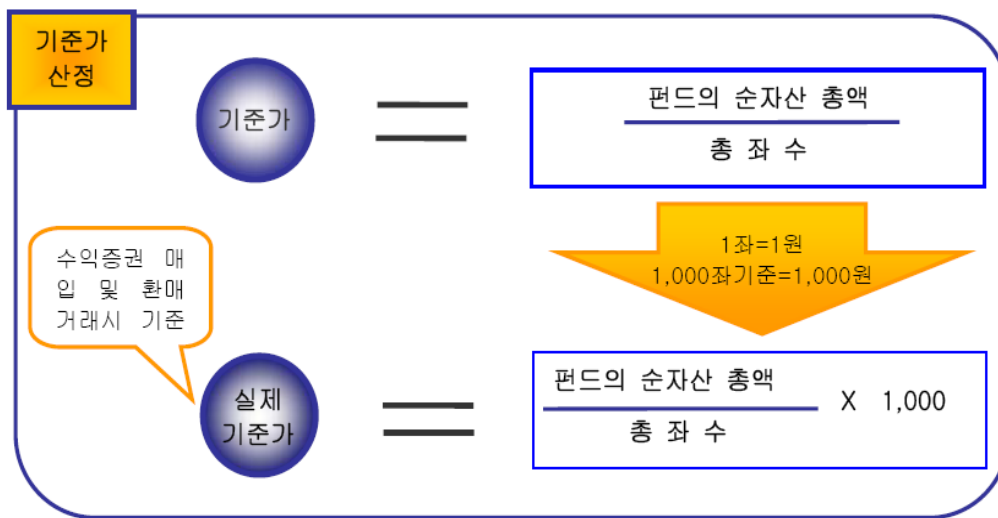 기준가
산정
기준가
펀드의 순자산 총액
총 좌 수
1좌=1원
1,000좌기준=1,000원
수익증권 매
입 및 환매
거래시 기준
실제
기준가
펀드의 순자산 총액
총 좌 수
X 1,000